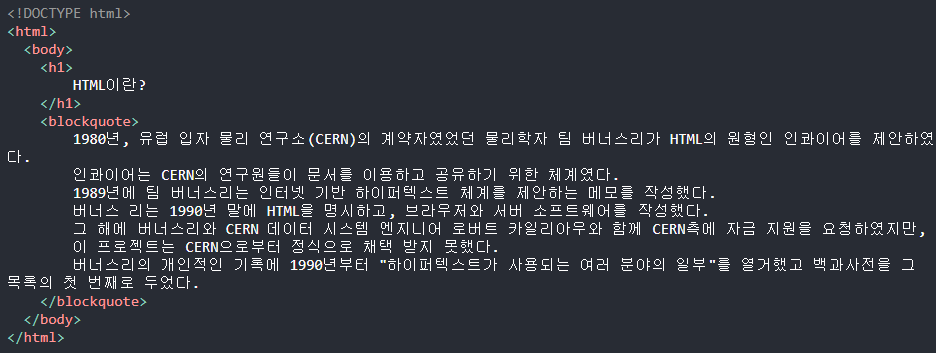 <!DOCTYPE html>
<html>
<body>
<h1>
HTML이란?
</h1>
<blockquote>
1980년, 유럽 입자 물리 연구소(CERN)의 계약자였었던 물리학자 팀 버너스리가 HTML의 원형인 인콰이어를 제안하였
다.
인콰이어는 CERN의 연구원들이 문서를 이용하고 공유하기 위한 체계였다.
1989년에 팀 버너스리는 인터넷 기반 하이퍼텍스트 체계를 제안하는 메모를 작성했다.
버너스 리는 1990년 말에 HTML을 명시하고, 브라우저와 서버 소프트웨어를 작성했다.
그 해에 버너스리와 CERN 데이터 시스템 엔지니어 로버트 카일리아우와 함께 CERN측에 자금 지원을 요청하였지만,
이 프로젝트는 CERN으로부터 정식으로 채택 받지 못했다.
버너스리의 개인적인 기록에 1990년부터 "하이퍼텍스트가 사용되는 여러 분야의 일부"를 열거했고 백과사전을 그
목록의 첫 번째로 두었다.
</blockquote>
</body>
</html>